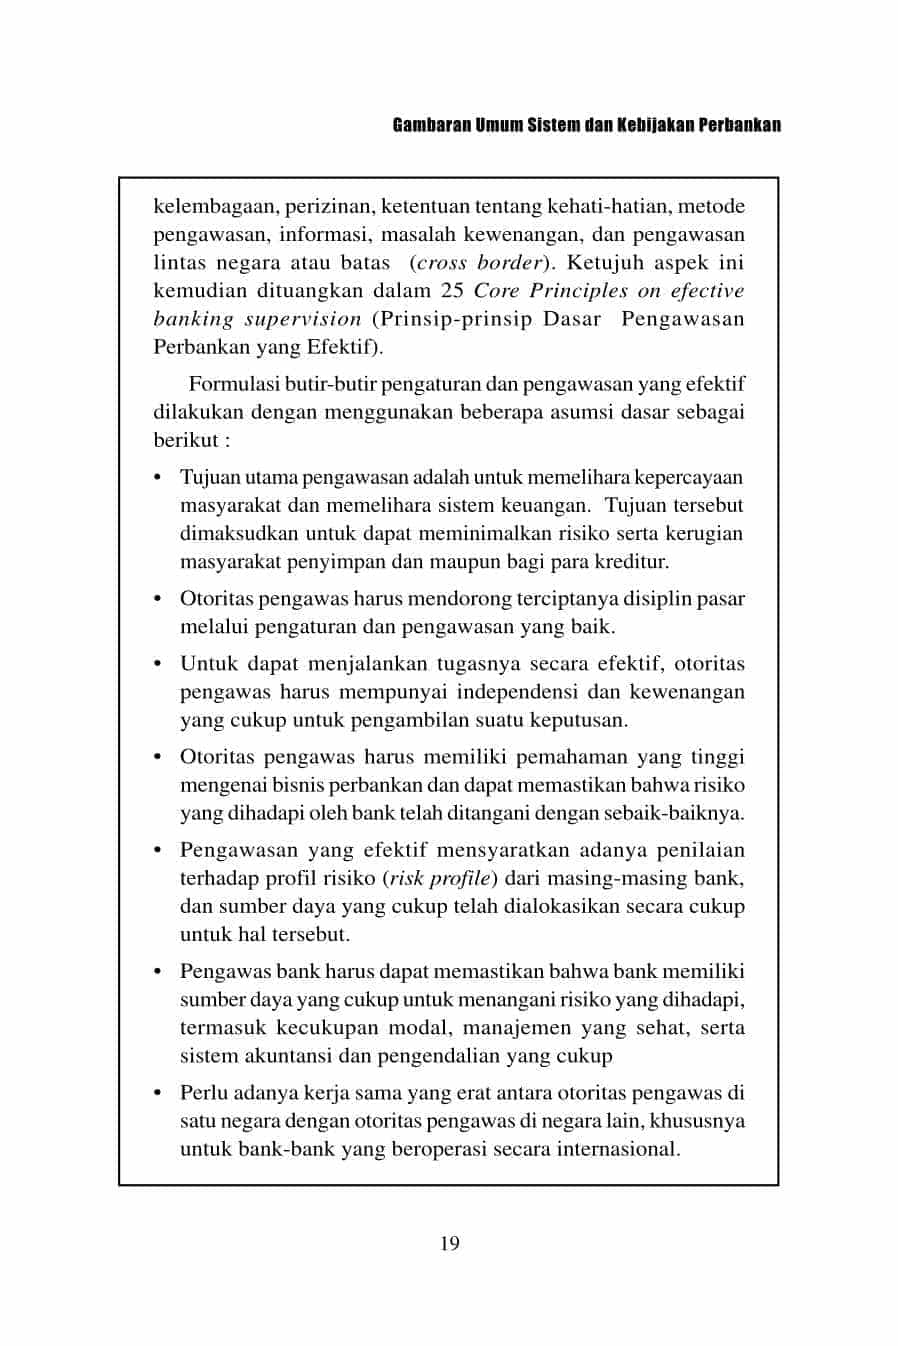 Gambaran Umum Sistem dan Kebijakan Perbankan
kelembagaan, perizinan, ketentuan tentang kehati-hatian, metode
pengawasan, informasi, masalah kewenangan, dan pengawasan
lintas negara atau batas (cross border). Ketujuh aspek ini
kemudian dituangkan dalam 25 Core Principles on efective
banking supervision (Prinsip-prinsip Dasar Pengawasan
Perbankan yang Efektif).
Formulasi butir-butir pengaturan dan pengawasan yang efektif
dilakukan dengan menggunakan beberapa asumsi dasar sebagai
berikut :
• Tujuan utama pengawasan adalah untuk memelihara kepercayaan
masyarakat dan memelihara sistem keuangan. Tujuan tersebut
dimaksudkan untuk dapat meminimalkan risiko serta kerugian
masyarakat penyimpan dan maupun bagi para kreditur.
• Otoritas pengawas harus mendorong terciptanya disiplin pasar
melalui pengaturan dan pengawasan yang baik.
• Untuk dapat menjalankan tugasnya secara efektif, otoritas
pengawas harus mempunyai independensi dan kewenangan
yang cukup untuk pengambilan suatu keputusan.
• Otoritas pengawas harus memiliki pemahaman yang tinggi
mengenai bisnis perbankan dan dapat memastikan bahwa risiko
yang dihadapi oleh bank telah ditangani dengan sebaik-baiknya.
• Pengawasan yang efektif mensyaratkan adanya penilaian
terhadap profil risiko (risk profile) dari masing-masing bank,
dan sumber daya yang cukup telah dialokasikan secara cukup
untuk hal tersebut.
• Pengawas bank harus dapat memastikan bahwa bank memiliki
sumber daya yang cukup untuk menangani risiko yang dihadapi,
termasuk kecukupan modal, manajemen yang sehat, serta
sistem akuntansi dan pengendalian yang cukup
• Perlu adanya kerja sama yang erat antara otoritas pengawas di
satu negara dengan otoritas pengawas di negara lain, khususnya
untuk bank-bank yang beroperasi secara internasional.
19